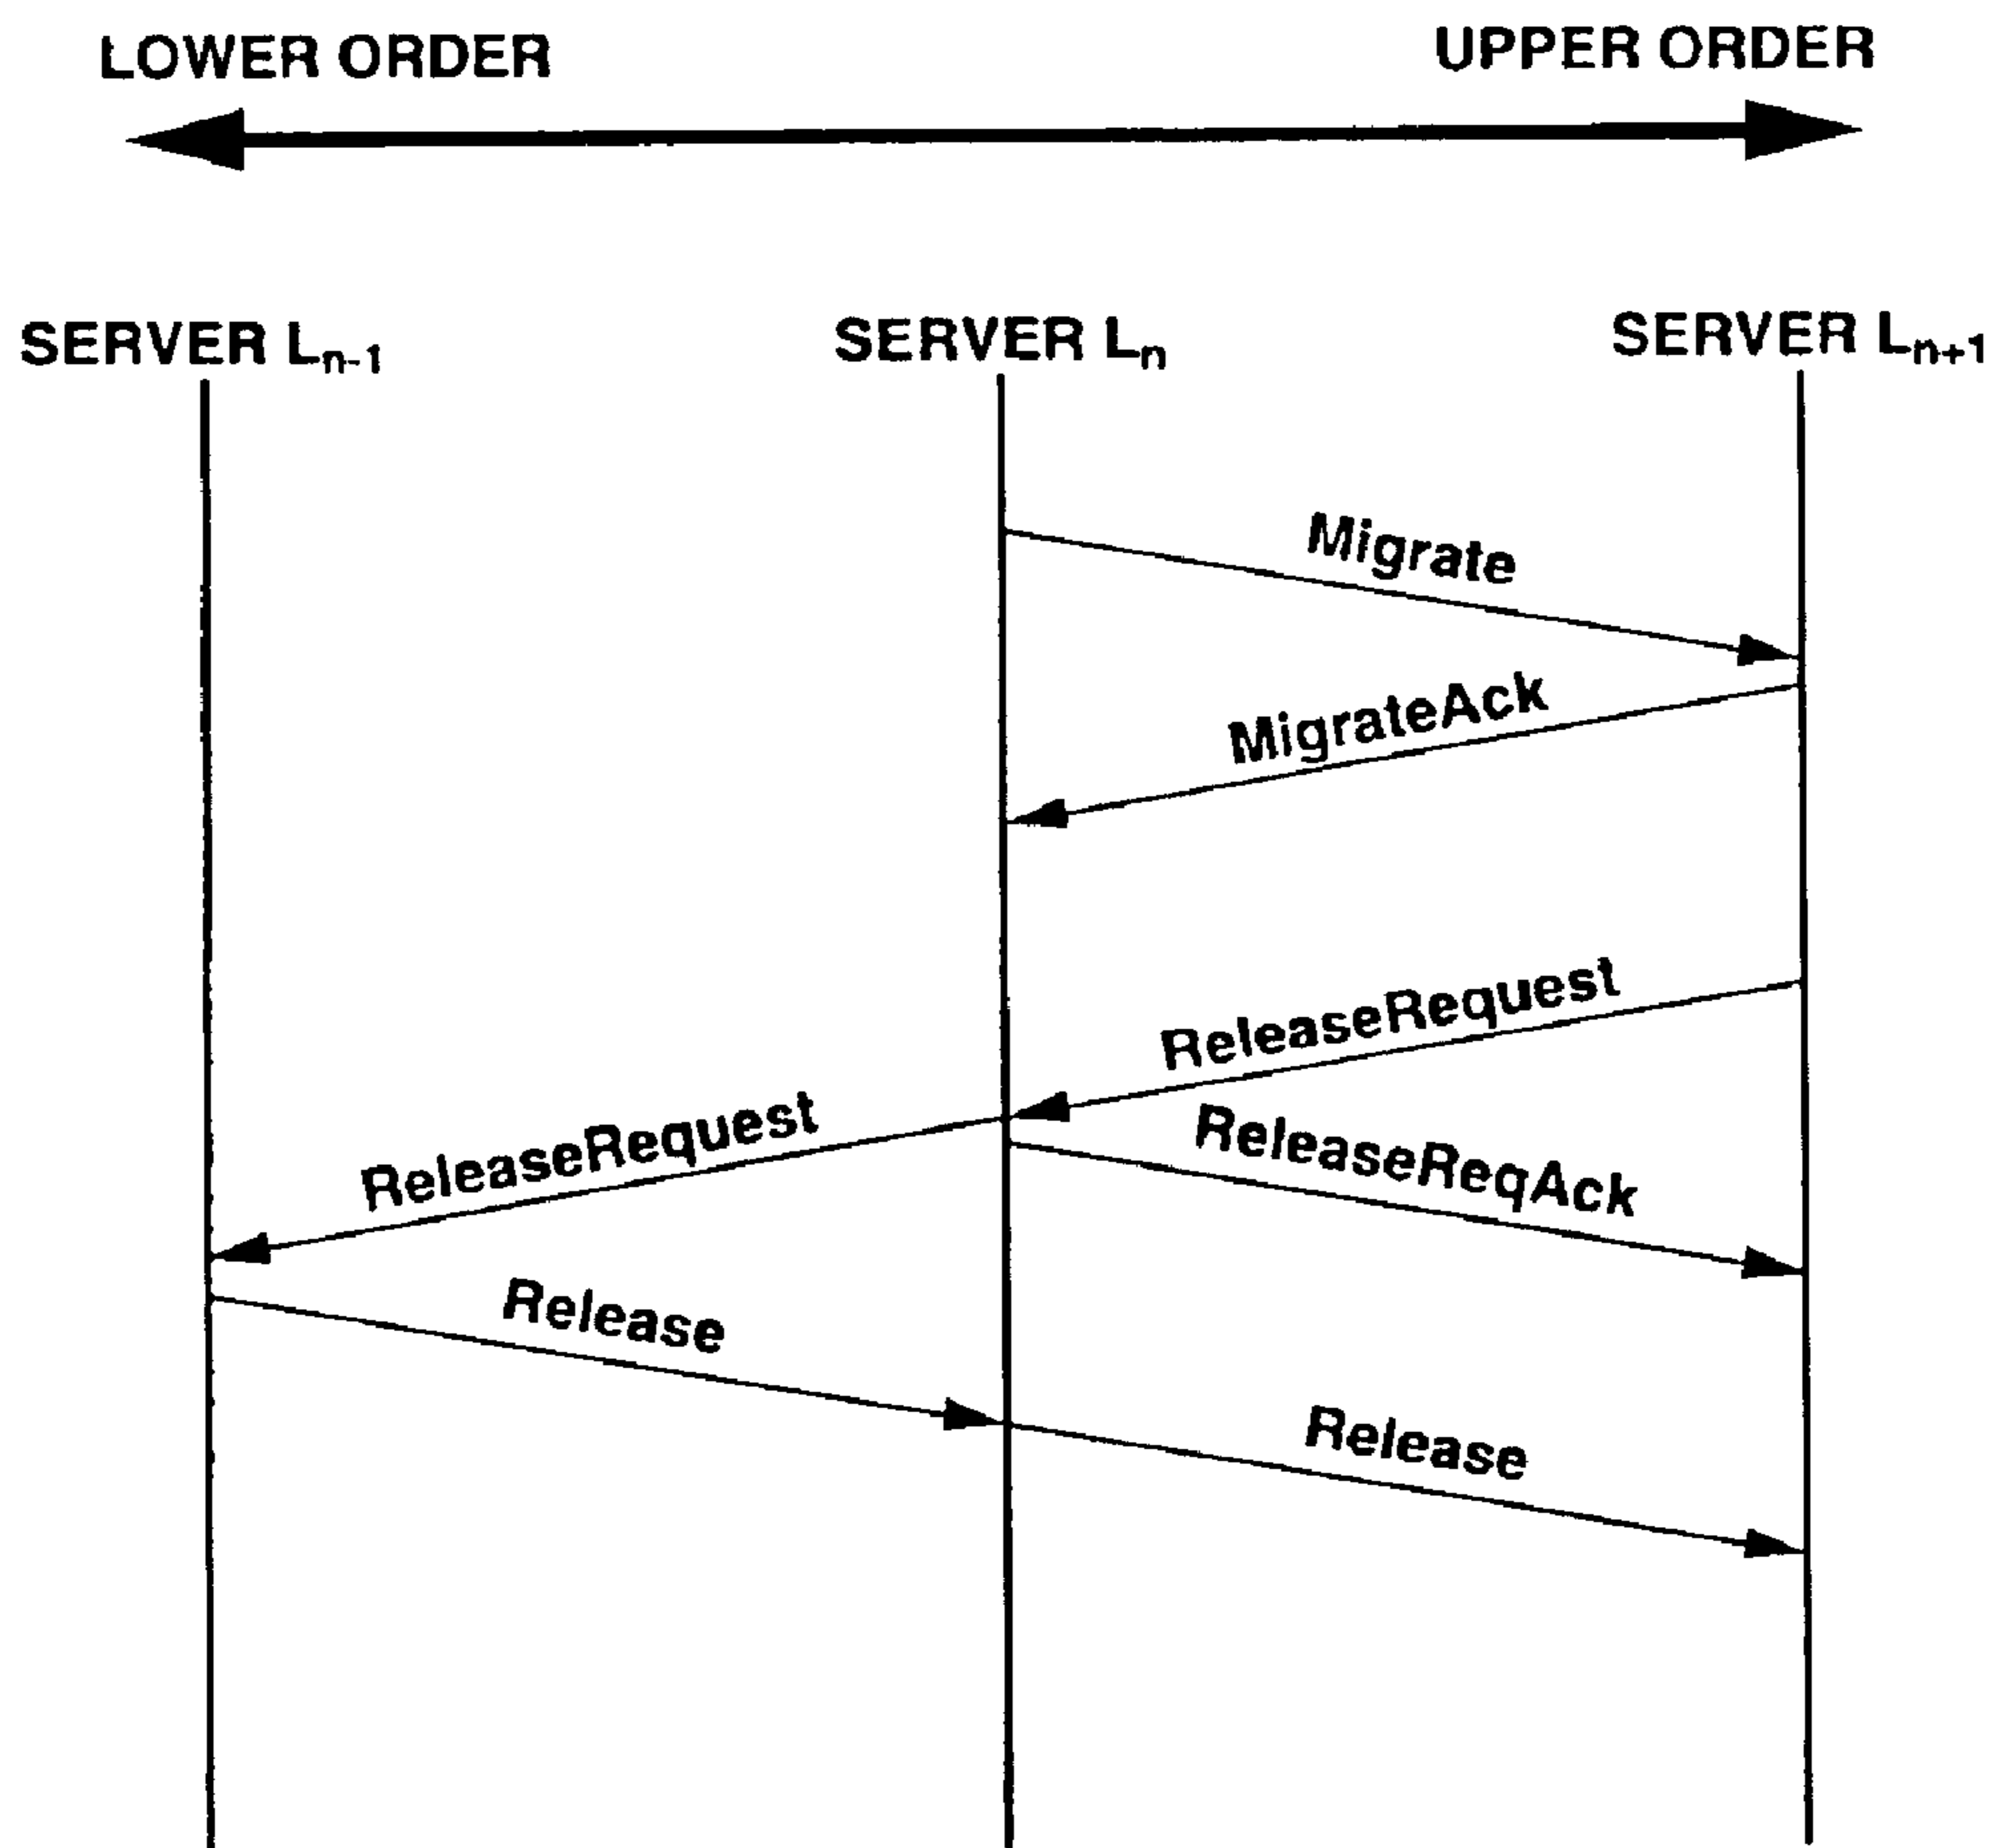 LOWER ORDER
UPPER ORDER
SERVER Ln-1
SERVER Ln
SERVER Ln+1
Migrate
MigrateAck
ReleaseRequest
ReleaseRequest
ReleaseReqAck
Release
Release